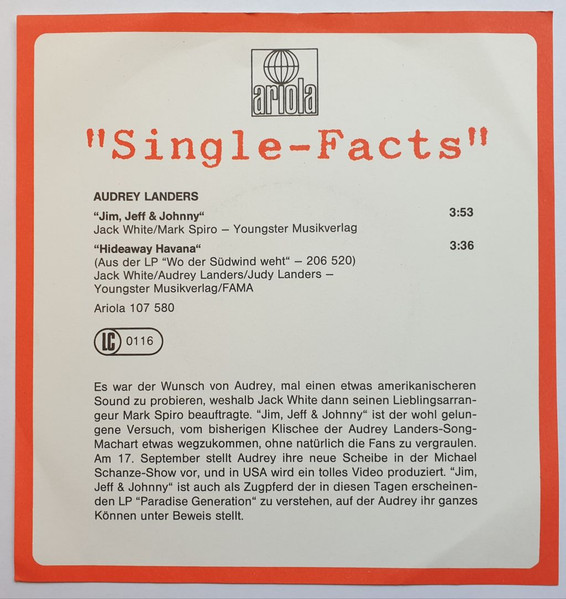 ariola
"Single-Facts"
AUDREY LANDERS
“Jim, Jeff & Johnny“ 3:53
Jack White/Mark Spiro – Youngster Musikverlag
“Hideaway Havana“ 3:36
(Aus der LP “Wo der Südwind weht“ – 206 520)
Jack White/Audrey Landers/Judy Landers –
Youngster Musikverlag/FAMA
Ariola 107 580
LC 0116
Es war der Wunsch von Audrey, mal einen etwas amerikanischeren
Sound zu probieren, weshalb Jack White dann seinen Lieblingsarran-
geur Mark Spiro beauftragte. “Jim, Jeff & Johnny“ ist der wohl gelun-
gene Versuch, vom bisherigen Klischee der Audrey Landers-Song-
Machart etwas wegzukommen, ohne natürlich die Fans zu vergraulen.
Am 17. September stellt Audrey ihre neue Scheibe in der Michael
Schanze-Show vor, und in USA wird ein tolles Video produziert. “Jim,
Jeff & Johnny“ ist auch als Zugpferd der in diesen Tagen erscheinen-
den LP “Paradise Generation“ zu verstehen, auf der Audrey ihr ganzes
Können unter Beweis stellt.